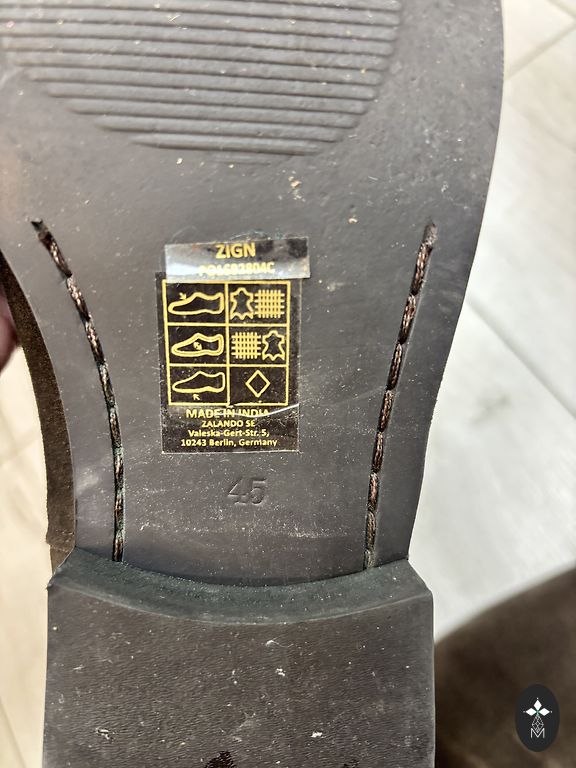 ZIGN
MADE IN INDIA
ZALANDO SE
Valeska-Gert-Str. 5,
10243 Berlin, Germany
45
M